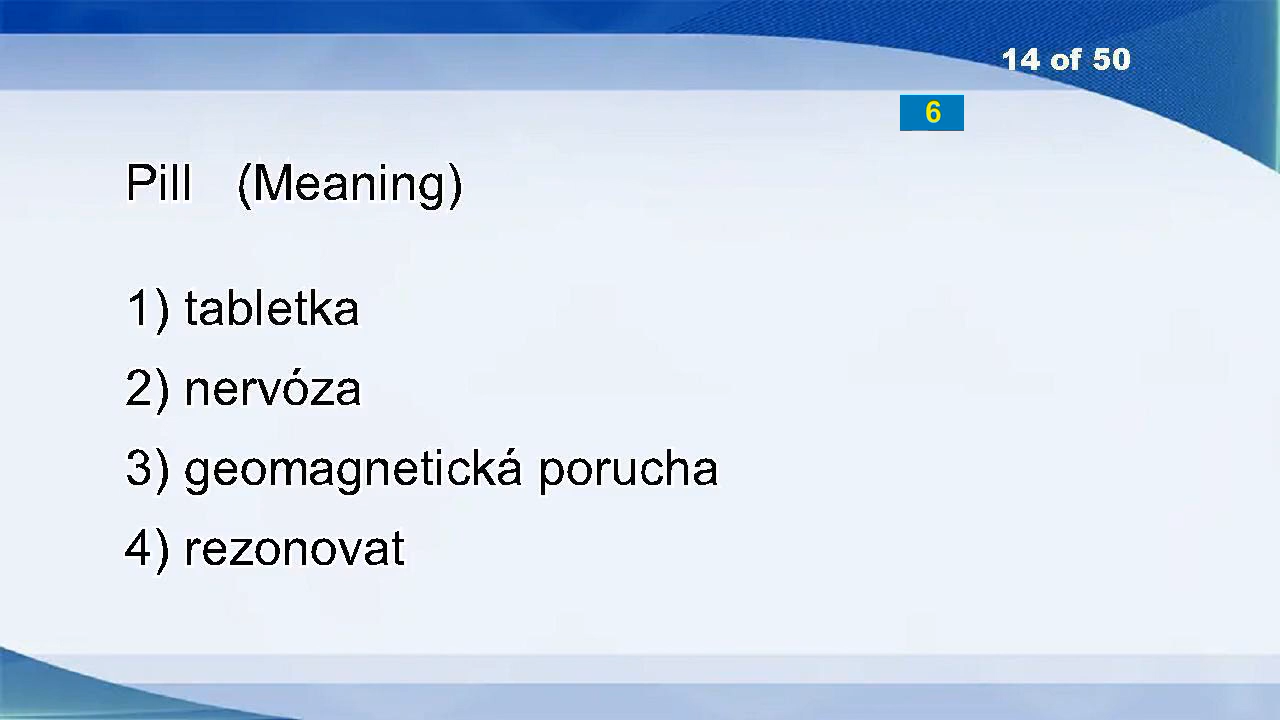 14 of 50
6
Pill (Meaning)
1) tabletka
2) nervóza
3) geomagnetická porucha
4) rezonovat